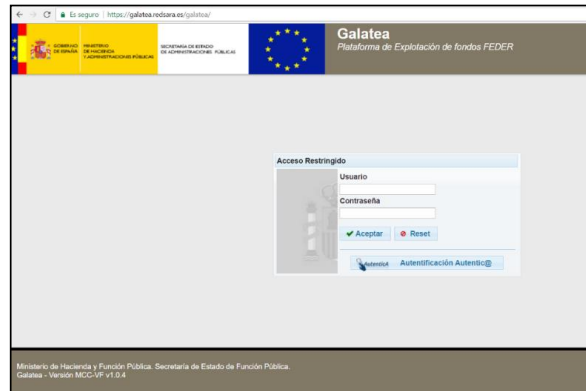 Es seguro | https://galatea.redsara.es/galatea/
GOBIERNO
DE ESPAÑA
MINISTERIO
DE HACIENDA
Y ADMINISTRACIONES PÚBLICAS
SECRETARÍA DE ESTADO
DE ADMINISTRACIONES PÚBLICAS
Galatea
Plataforma de Explotación de fondos FEDER
Acceso Restringido
Usuario
Contraseña
Aceptar
Reset
AutenticA
Autentificación Autentic@
Ministerio de Hacienda y Función Pública. Secretaría de Estado de Función Pública.
Galatea - Versión MCC-VF v1.0.4